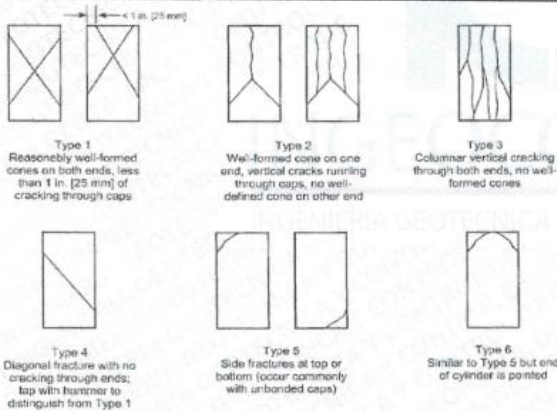 < 1 in. [25 mm]
Type 1
Reasonably well-formed
cones on both ends, less
than 1 in. [25 mm] of
cracking through caps
Type 2
Well-formed cone on one
end, vertical cracks running
through caps, no well-
defined cone on other end
Type 3
Columnar vertical cracking
through both ends, no well-
formed cones
Type 4
Diagonal fracture with no
cracking through ends;
tap with hammer to
distinguish from Type 1
Type 5
Side fractures at top or
bottom (occur commonly
with unbonded caps)
Type 6
Similar to Type 5 but end
of cylinder is pointed
INGEOCO
INGENIERIA GEOTECNICA